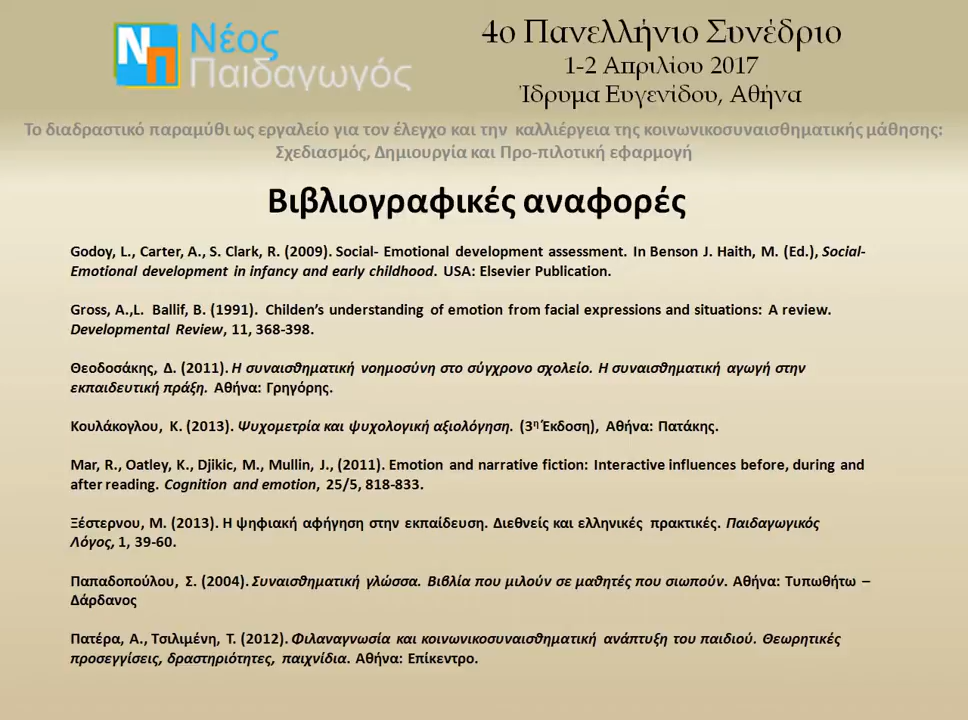 Νέος
Παιδαγωγός
4ο Πανελλήνιο Συνέδριο
1-2 Απριλίου 2017
Ίδρυμα Ευγενίδου, Αθήνα
Το διαδραστικό παραμύθι ως εργαλείο για τον έλεγχο και την καλλιέργεια της κοινωνικοσυναισθηματικής μάθησης:
Σχεδιασμός, Δημιουργία και Προ-πιλοτική εφαρμογή
Βιβλιογραφικές αναφορές
Godoy, L., Carter, A., S. Clark, R. (2009). Social- Emotional development assessment. In Benson J. Haith, M. (Ed.), Social-
Emotional development in infancy and early childhood. USA: Elsevier Publication.
Gross, A.,L. Ballif, B. (1991). Childen’s understanding of emotion from facial expressions and situations: A review.
Developmental Review, 11, 368-398.
Θεοδοσάκης, Δ. (2011). Η συναισθηματική νοημοσύνη στο σύγχρονο σχολείο. Η συναισθηματική αγωγή στην
εκπαιδευτική πράξη. Αθήνα: Γρηγόρης.
Κουλάκογλου, Κ. (2013). Ψυχομετρία και ψυχολογική αξιολόγηση. (3η Έκδοση), Αθήνα: Πατάκης.
Mar, R., Oatley, K., Djikic, M., Mullin, J., (2011). Emotion and narrative fiction: Interactive influences before, during and
after reading. Cognition and emotion, 25/5, 818-833.
Ξέστερνου, Μ. (2013). Η ψηφιακή αφήγηση στην εκπαίδευση. Διεθνείς και ελληνικές πρακτικές. Παιδαγωγικός
Λόγος, 1, 39-60.
Παπαδοπούλου, Σ. (2004). Συναισθηματική γλώσσα. Βιβλία που μιλούν σε μαθητές που σιωπούν. Αθήνα: Τυπωθήτω –
Δάρδανος
Πατέρα, Α., Τσιλιμένη, Τ. (2012). Φιλαναγνωσία και κοινωνικοσυναισθηματική ανάπτυξη του παιδιού. Θεωρητικές
προσεγγίσεις, δραστηριότητες, παιχνίδια. Αθήνα: Επίκεντρο.